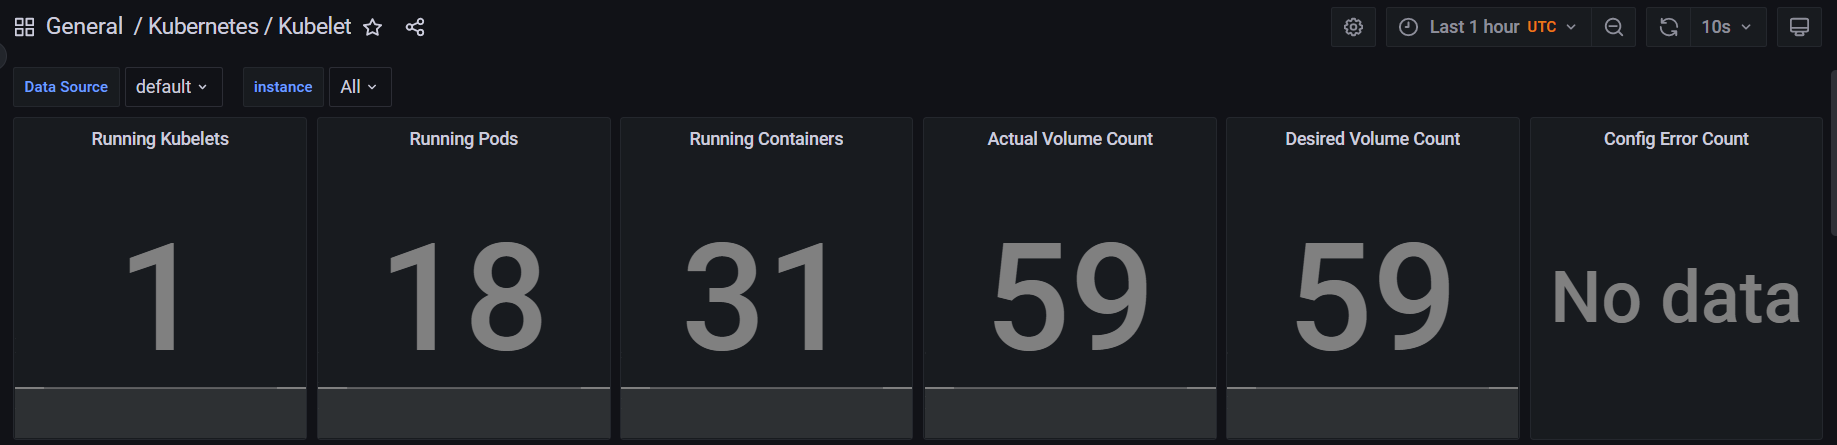 General / Kubernetes / Kubelet
Last 1 hour UTC
10s
Data Source
default
instance
All
Running Kubelets
1
Running Pods
18
Running Containers
31
Actual Volume Count
59
Desired Volume Count
59
Config Error Count
No data